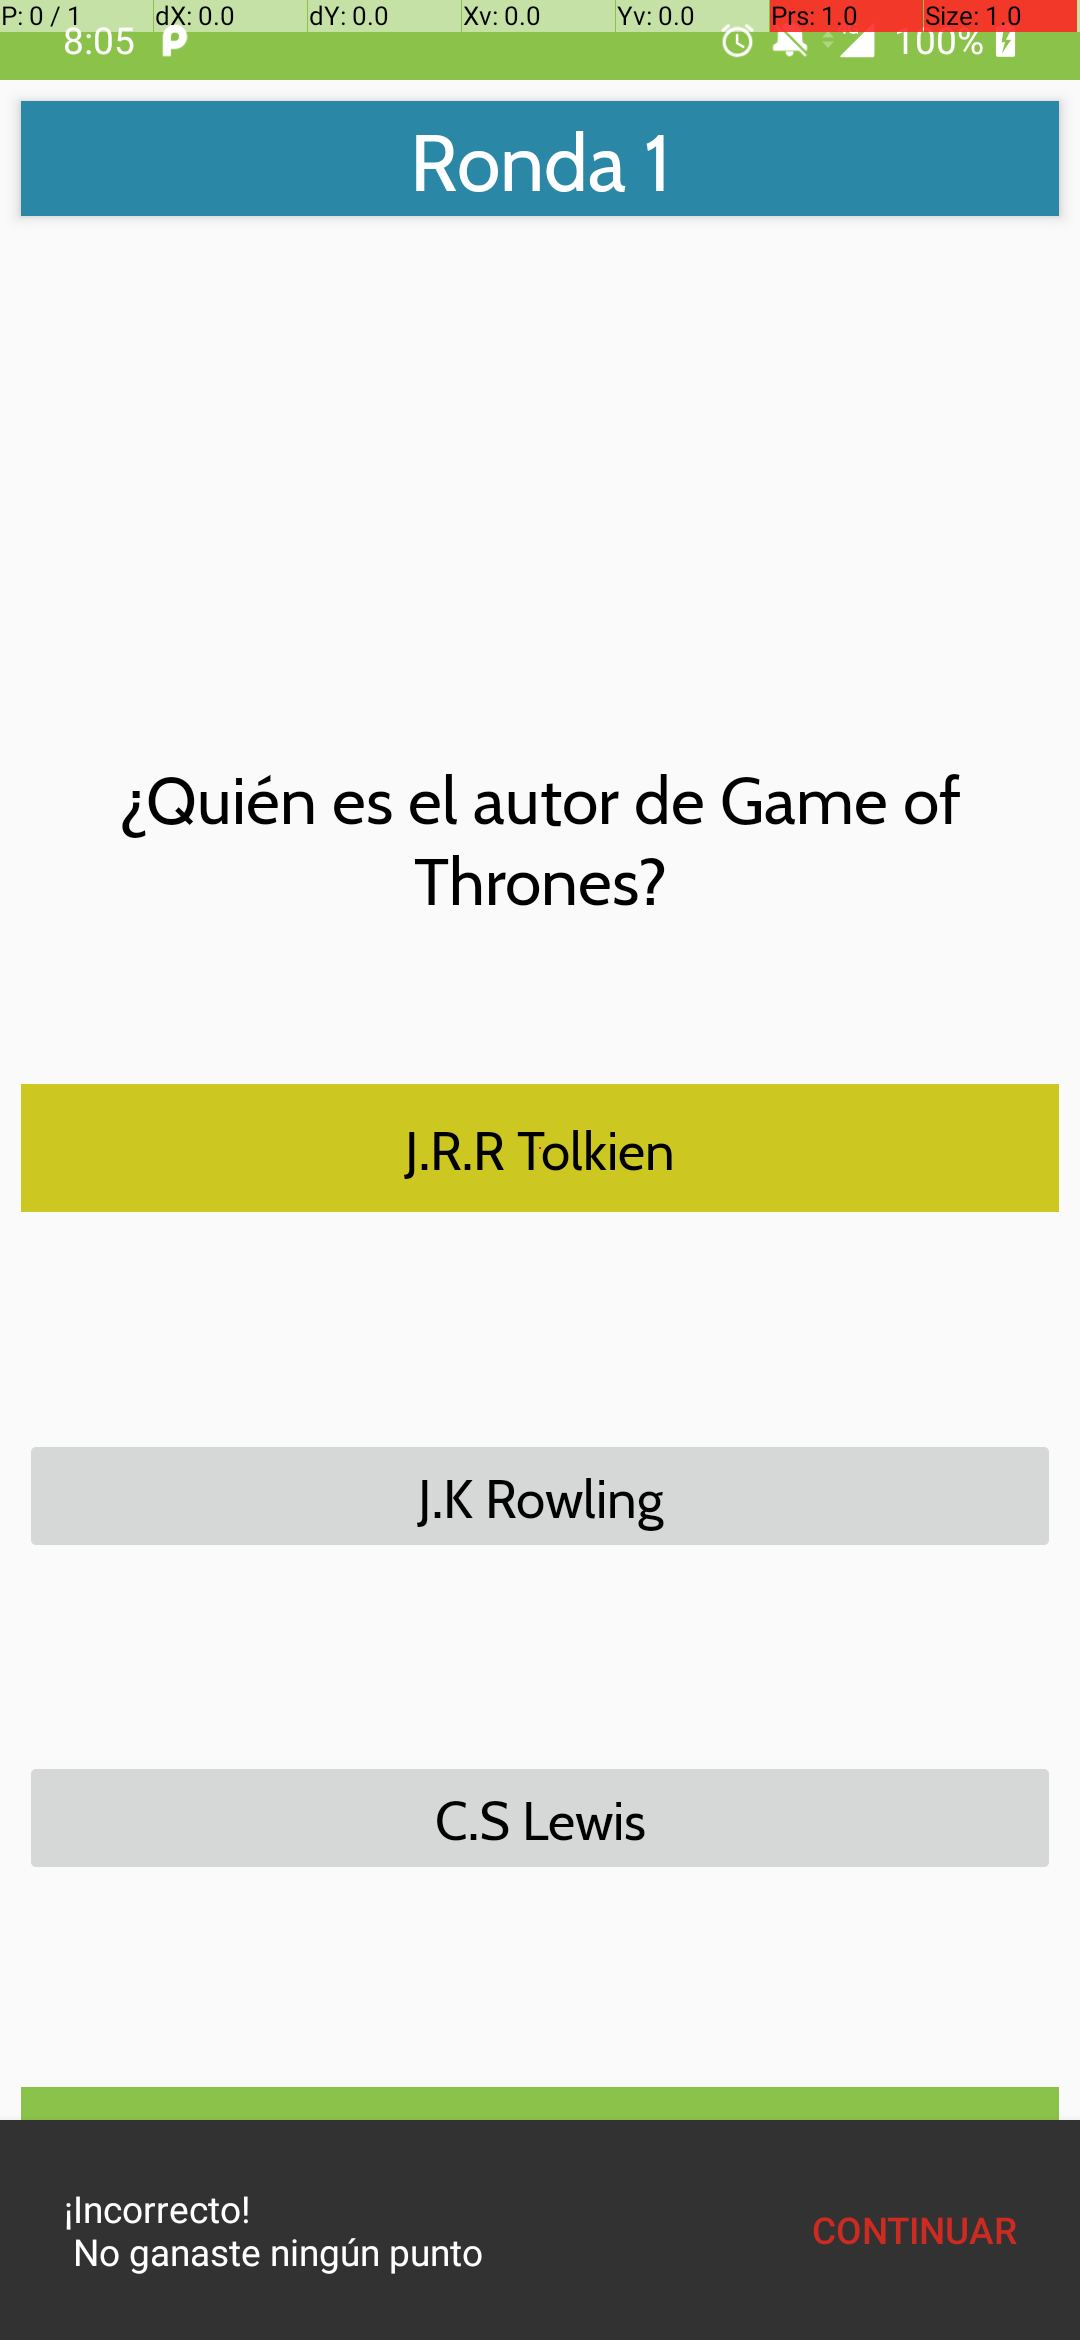 P: 0 / 1 dX: 0.0 dY: 0.0 Xv: 0.0 Yv: 0.0 Prs: 1.0 Size: 1.0
8:05 100%
Ronda 1
¿Quién es el autor de Game of
Thrones?
J.R.R Tolkien
J.K Rowling
C.S Lewis
¡Incorrecto!
No ganaste ningún punto
CONTINUAR